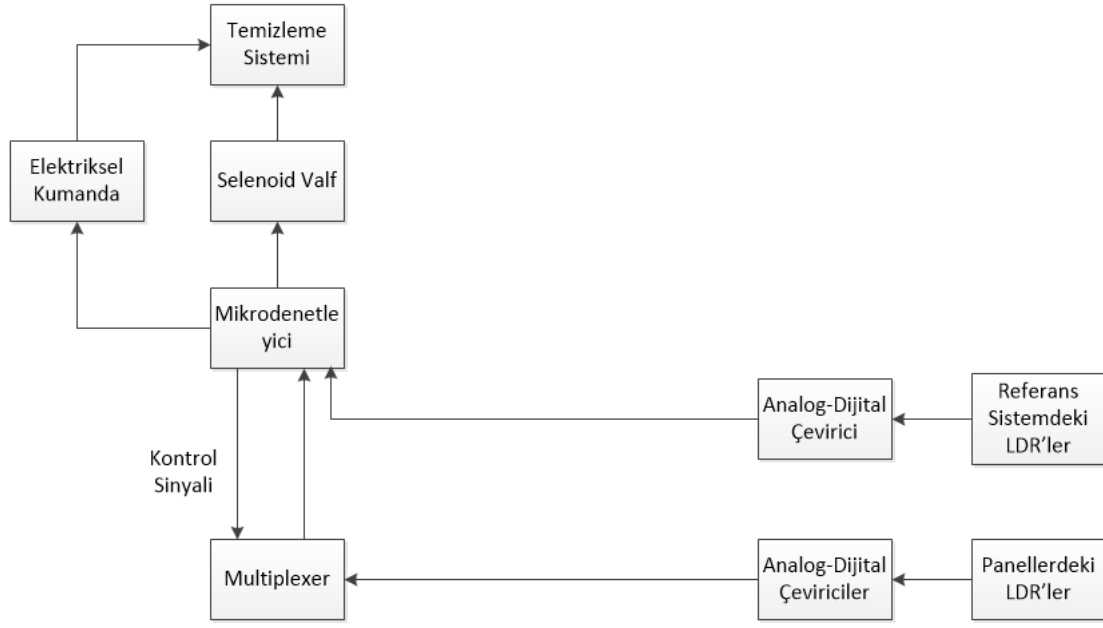 Temizleme
Sistemi
Elektriksel
Kumanda
Selenoid Valf
Mikrodenetle
yici
Analog-Dijital
Çevirici
Referans
Sistemdeki
LDR'ler
Kontrol
Sinyali
Multiplexer
Analog-Dijital
Çeviriciler
Panellerdeki
LDR'ler